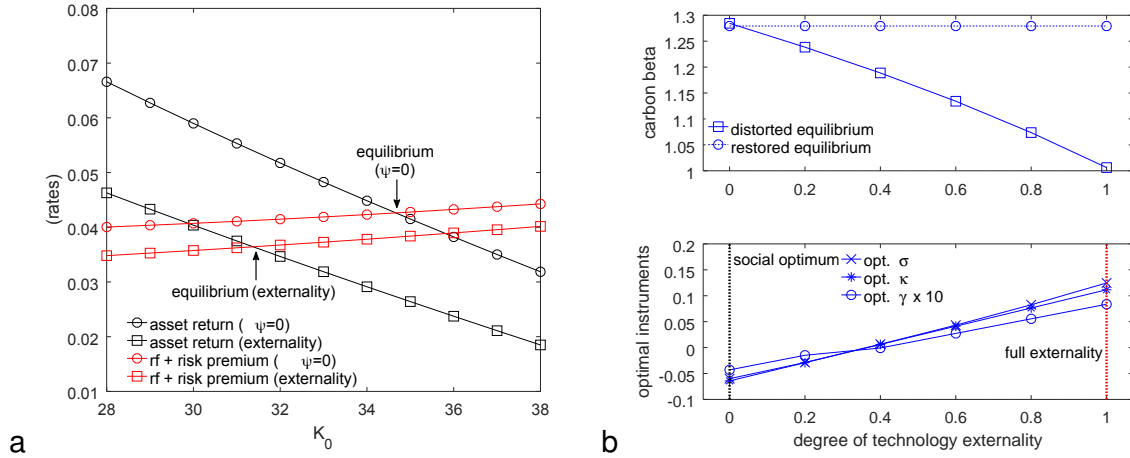 0.08
0.07
0.06
0.05
0.04
0.03
0.02
0.01
(rates)
equilibrium
(ψ=0)
equilibrium (externality)
asset return ( ψ=0)
asset return (externality)
rf + risk premium ( ψ=0)
rf + risk premium (externality)
28 30 32 34 36 38
K0
a
1.3
1.25
1.2
1.15
1.1
1.05
1
carbon beta
distorted equilibrium
restored equilibrium
0 0.2 0.4 0.6 0.8 1
0.2
0.15
0.1
0.05
0
-0.05
-0.1
optimal instruments
social optimum
opt. σ
opt. κ
opt. γ x 10
full externality
0 0.2 0.4 0.6 0.8 1
degree of technology externality
b